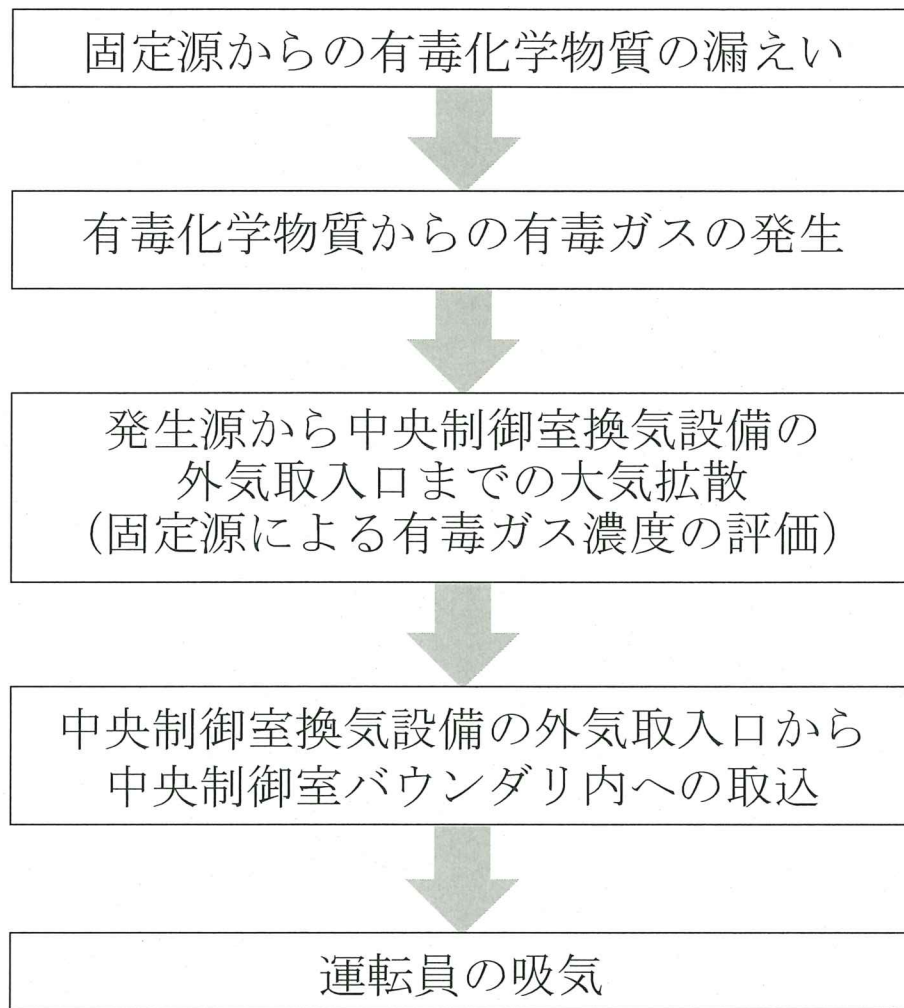 固定源からの有毒化学物質の漏えい
有毒化学物質からの有毒ガスの発生
発生源から中央制御室換気設備の
外気取入口までの大気拡散
(固定源による有毒ガス濃度の評価)
中央制御室換気設備の外気取入口から
中央制御室バウンダリ内への取込
運転員の吸気